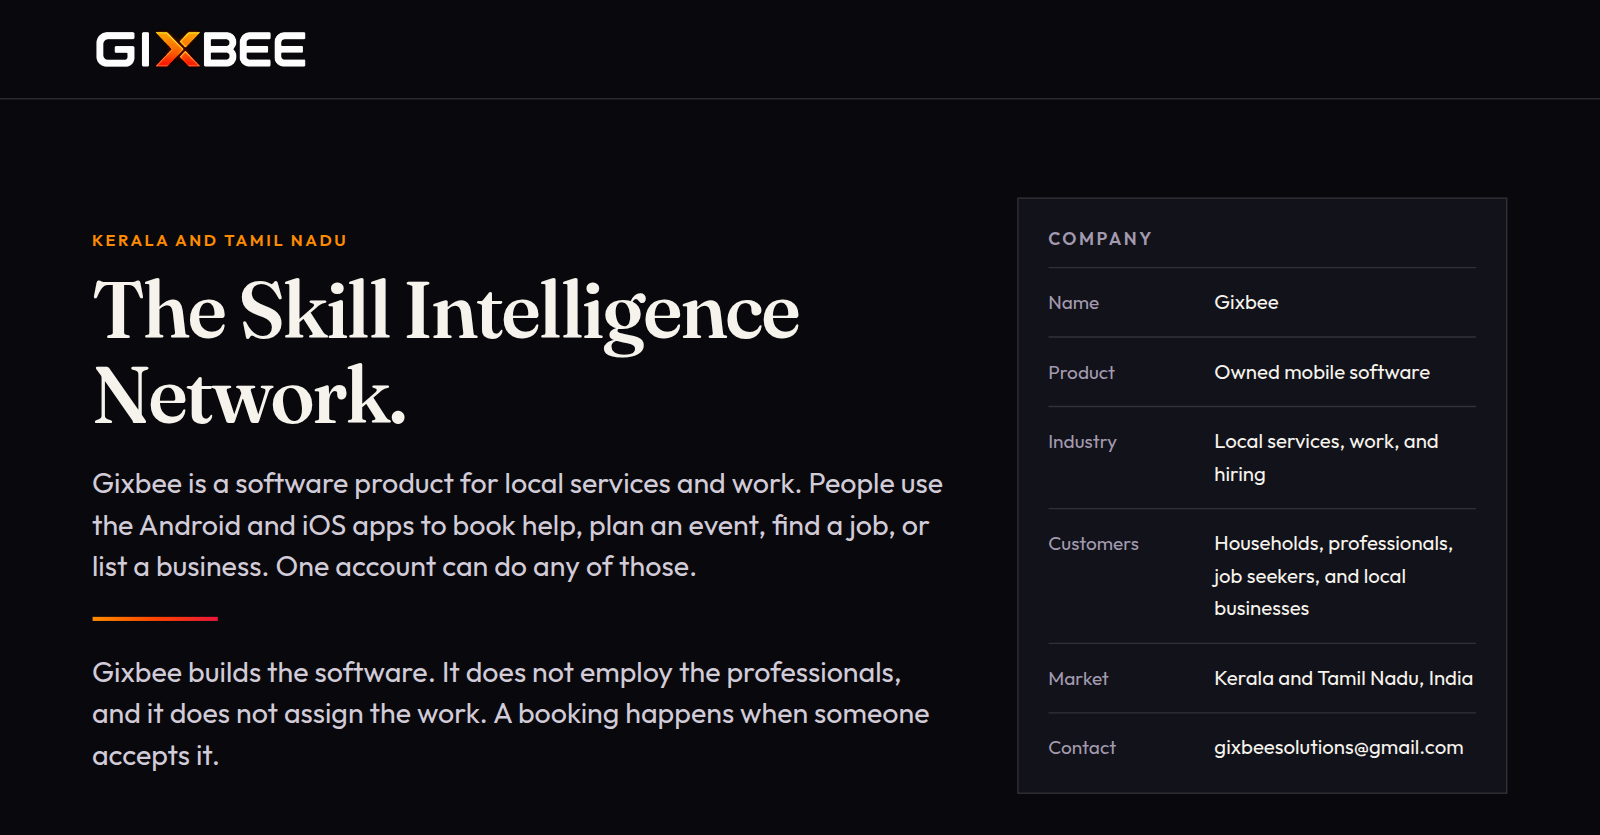 GIXBEE
KERALA AND TAMIL NADU
The Skill Intelligence
Network.
Gixbee is a software product for local services and work. People use
the Android and iOS apps to book help, plan an event, find a job, or
list a business. One account can do any of those.
Gixbee builds the software. It does not employ the professionals,
and it does not assign the work. A booking happens when someone
accepts it.
COMPANY
Name Gixbee
Product Owned mobile software
Industry Local services, work, and
hiring
Customers Households, professionals,
job seekers, and local
businesses
Market Kerala and Tamil Nadu, India
Contact gixbeesolutions@gmail.com